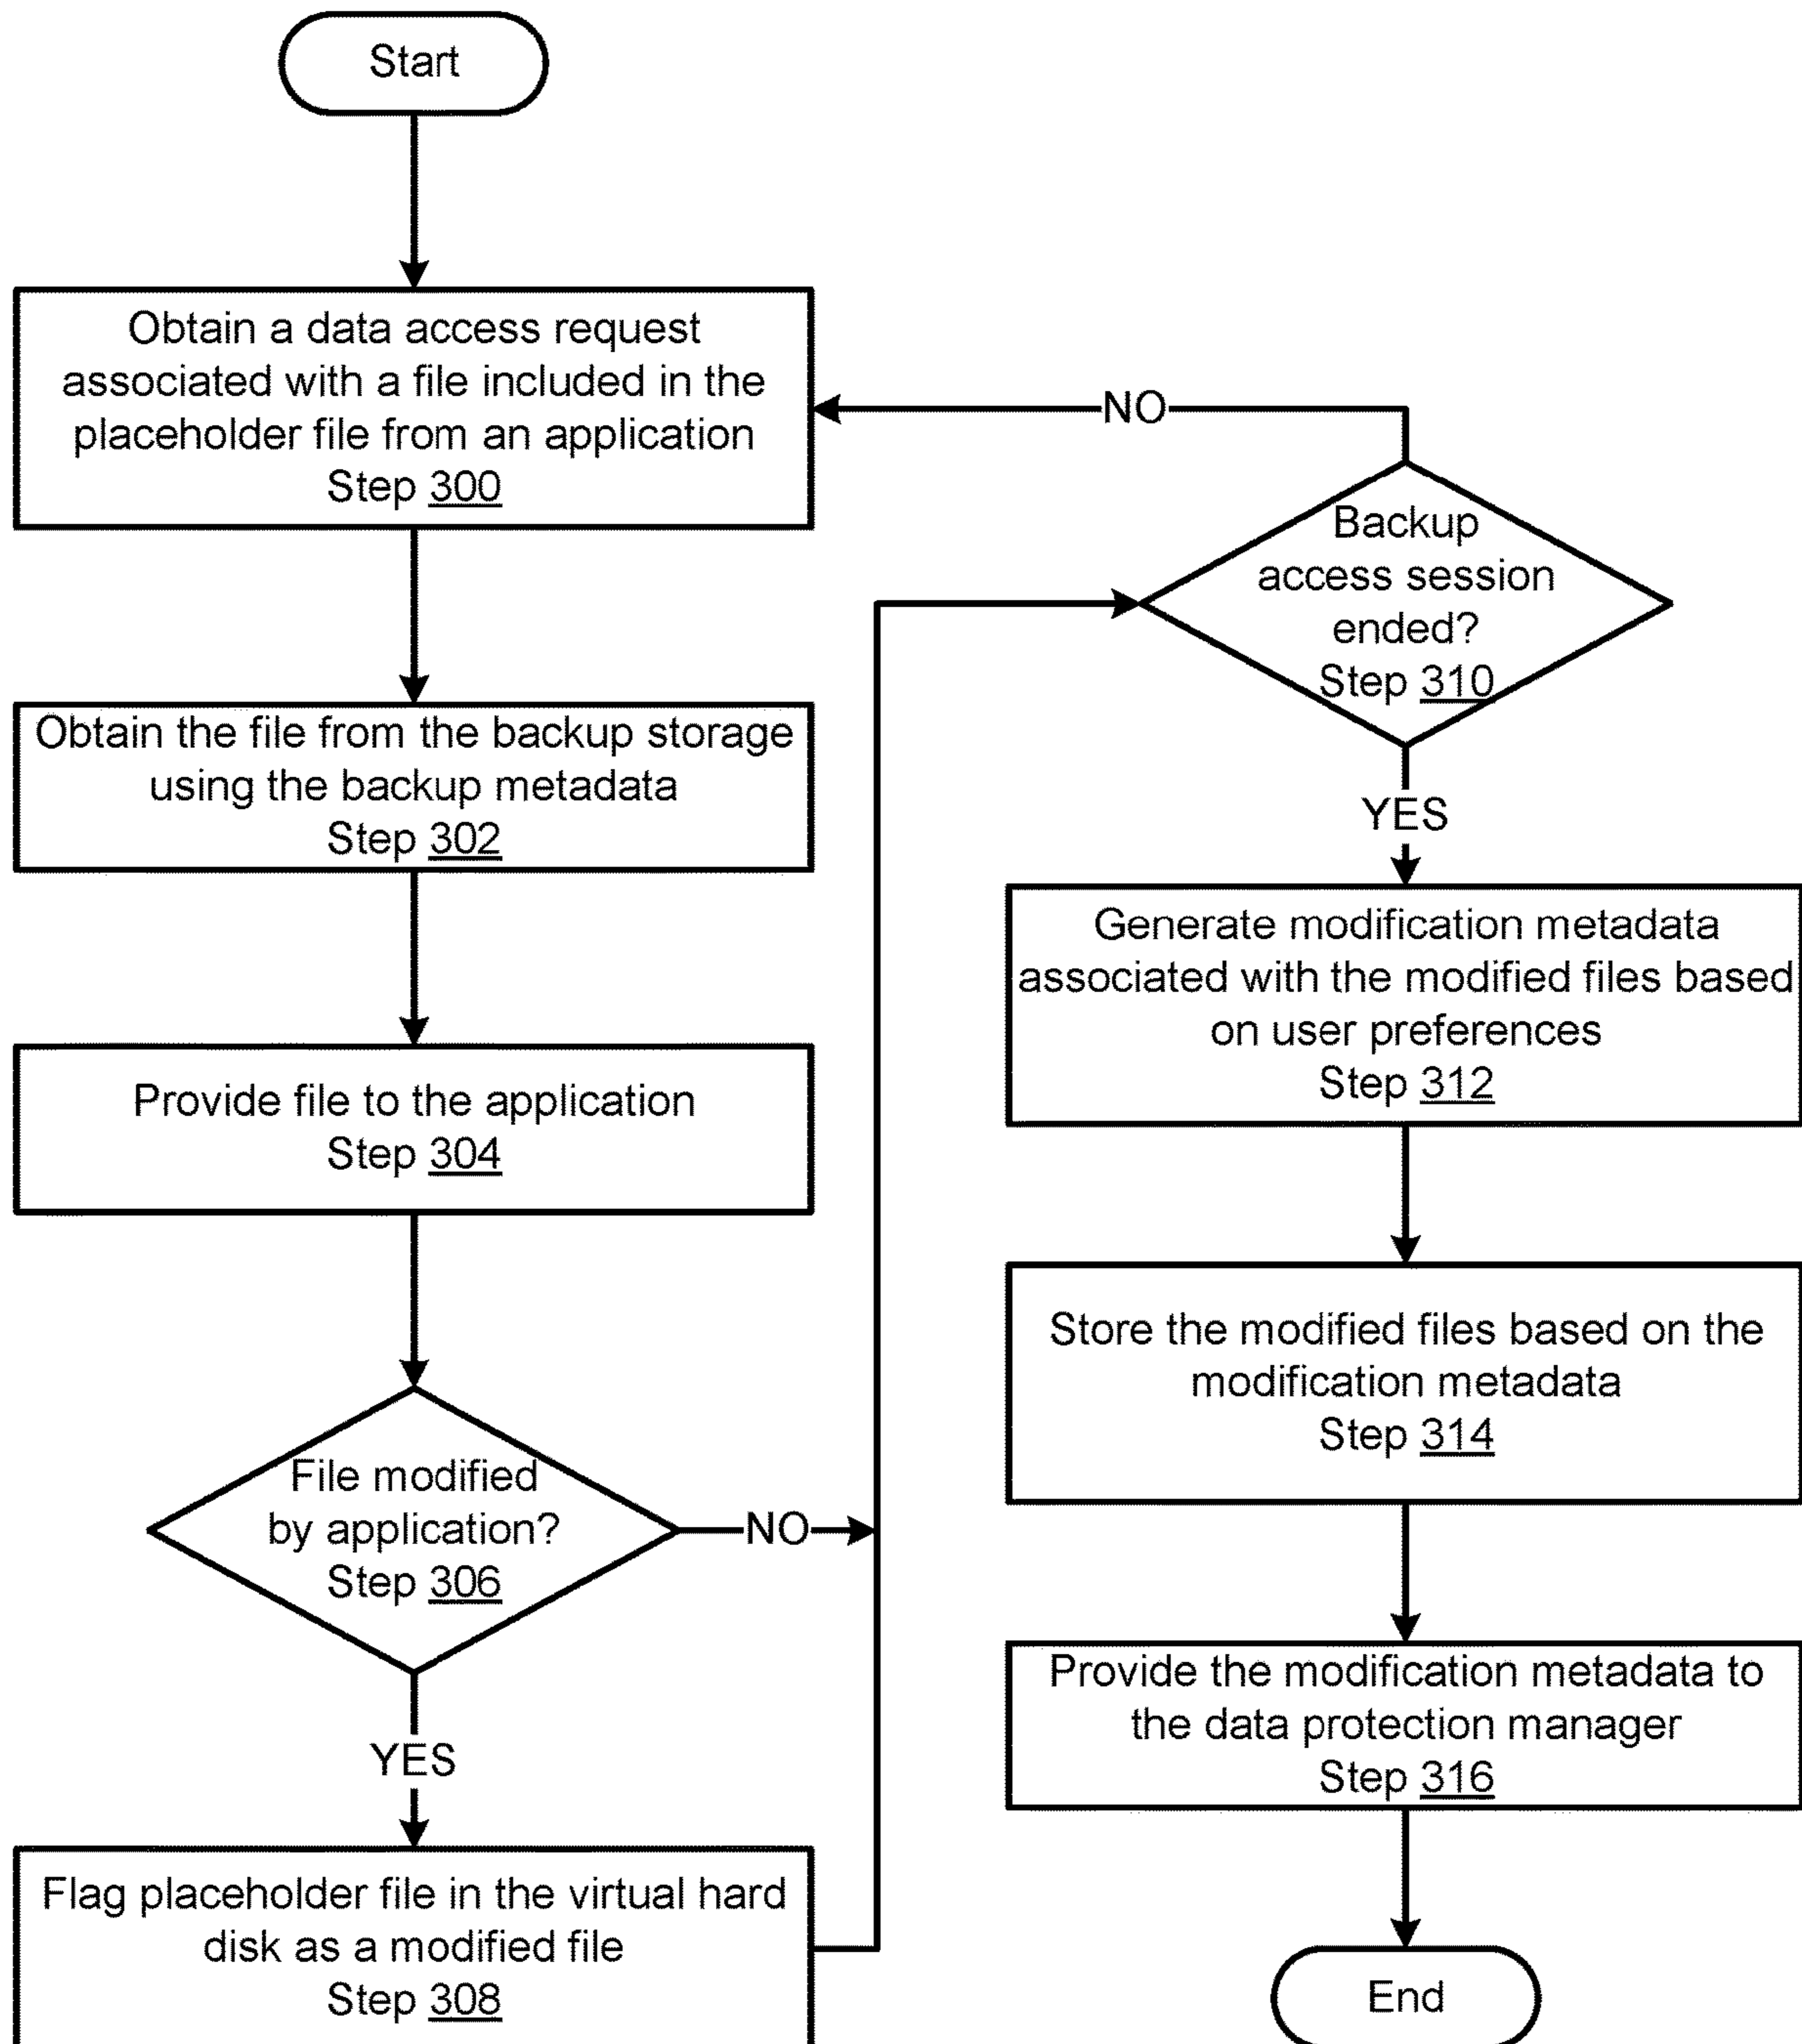 Start
Obtain a data access request
associated with a file included in the
placeholder file from an application
Step 300
Obtain the file from the backup storage
using the backup metadata
Step 302
Provide file to the application
Step 304
File modified
by application?
Step 306
NO
YES
Flag placeholder file in the virtual hard
disk as a modified file
Step 308
NO
Backup
access session
ended?
Step 310
YES
Generate modification metadata
associated with the modified files based
on user preferences
Step 312
Store the modified files based on the
modification metadata
Step 314
Provide the modification metadata to
the data protection manager
Step 316
End